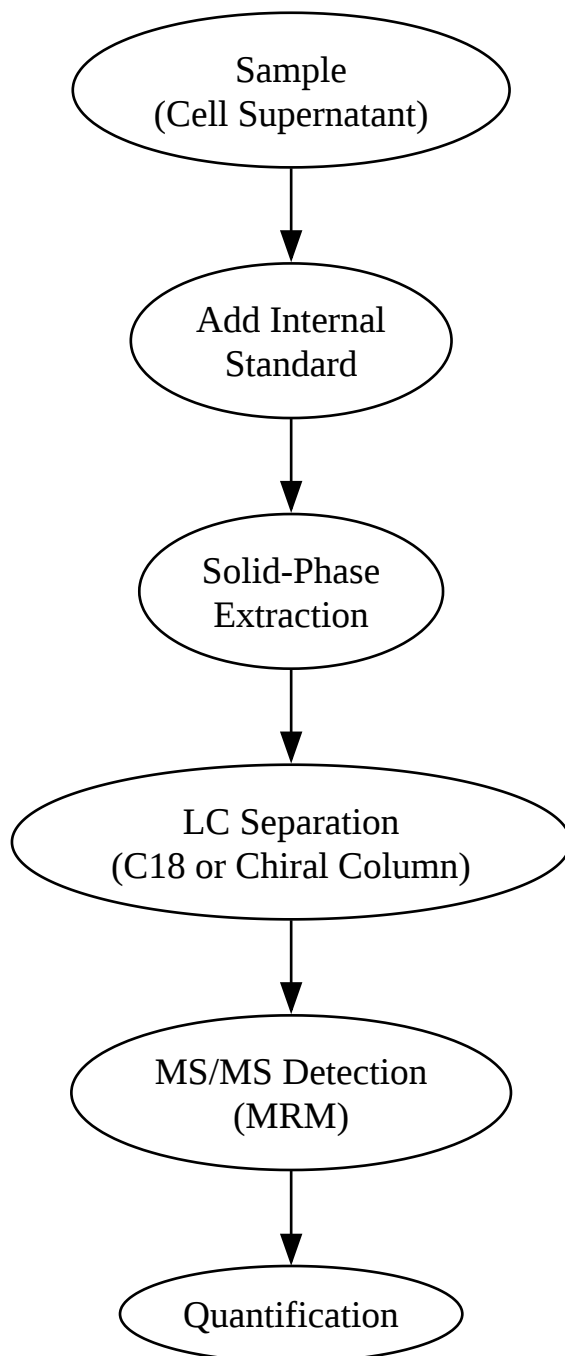 Sample
(Cell Supernatant)
Add Internal
Standard
Solid-Phase
Extraction
LC Separation
(C18 or Chiral Column)
MS/MS Detection
(MRM)
Quantification